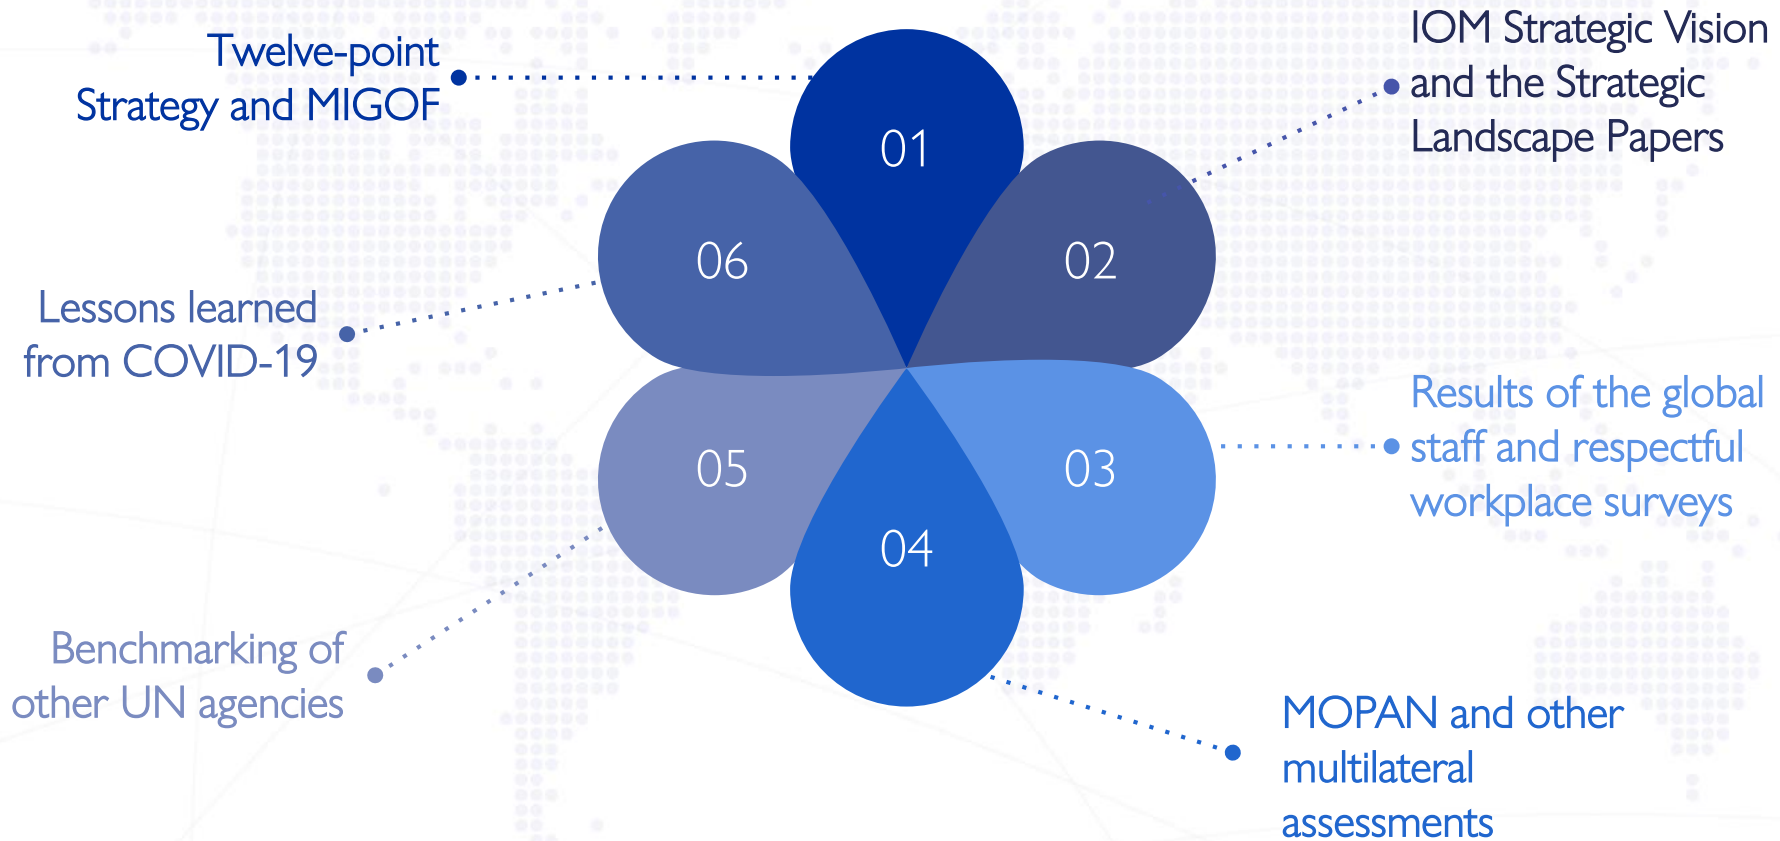 Twelve-point
Strategy and MIGOF
01
IOM Strategic Vision
and the Strategic
Landscape Papers
02
Results of the global
staff and respectful
workplace surveys
03
MOPAN and other
multilateral
assessments
04
Benchmarking of
other UN agencies
05
Lessons learned
from COVID-19
06